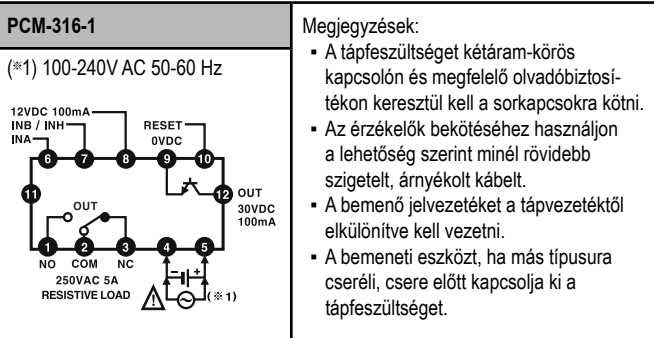 PCM-316-1
(※1) 100-240V AC 50-60 Hz
12VDC 100mA
INB / INH
INA
RESET
0VDC
6 7 8 9 10
11
12
OUT
30VDC
100mA
OUT
1 2 3 4 5
NO COM NC
250VAC 5A
RESISTIVE LOAD
- +
(※1)
Megjegyzések:
▪ A tápfeszültséget kétáram-körös
kapcsolón és megfelelő olvadóbiztosí-
tékon keresztül kell a sorkapcsokra kötni.
▪ Az érzékelők bekötéséhez használjon
a lehetőség szerint minél rövidebb
szigetelt, árnyékolt kábelt.
▪ A bemenő jelvezetéket a tápvezetéktől
elkülönítve kell vezetni.
▪ A bemeneti eszközt, ha más típusura
cseréli, csere előtt kapcsolja ki a
tápfeszültséget.